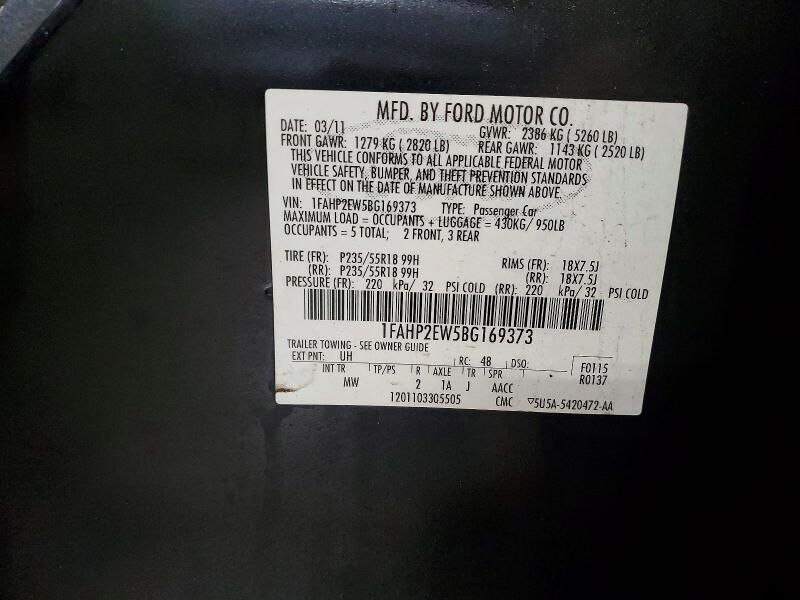 MFD. BY FORD MOTOR CO.
DATE: 03/11 GVWR: 2386 KG ( 5260 LB)
FRONT GAWR: 1279 KG ( 2820 LB) REAR GAWR: 1143 KG ( 2520 LB)
THIS VEHICLE CONFORMS TO ALL APPLICABLE FEDERAL MOTOR
VEHICLE SAFETY, BUMPER, AND THEFT PREVENTION STANDARDS
IN EFFECT ON THE DATE OF MANUFACTURE SHOWN ABOVE.
VIN: 1FAHP2EW5BG169373 TYPE: Passenger Car
MAXIMUM LOAD = OCCUPANTS + LUGGAGE = 430KG/ 950LB
OCCUPANTS = 5 TOTAL; 2 FRONT, 3 REAR
TIRE (FR): P235/55R18 99H RIMS (FR): 18X7.5J
(RR): P235/55R18 99H (RR): 18X7.5J
PRESSURE (FR): 220 kPa/ 32 PSI COLD (RR): 220 kPa/ 32 PSI COLD
1FAHP2EW5BG169373
TRAILER TOWING - SEE OWNER GUIDE
EXT PNT: UH RC: 48 DSO: F0115
INT TR TP/PS R AXLE TR SPR R0137
MW 2 1A J AACC
1201103305505 CMC ▽5U5A-5420472-AA